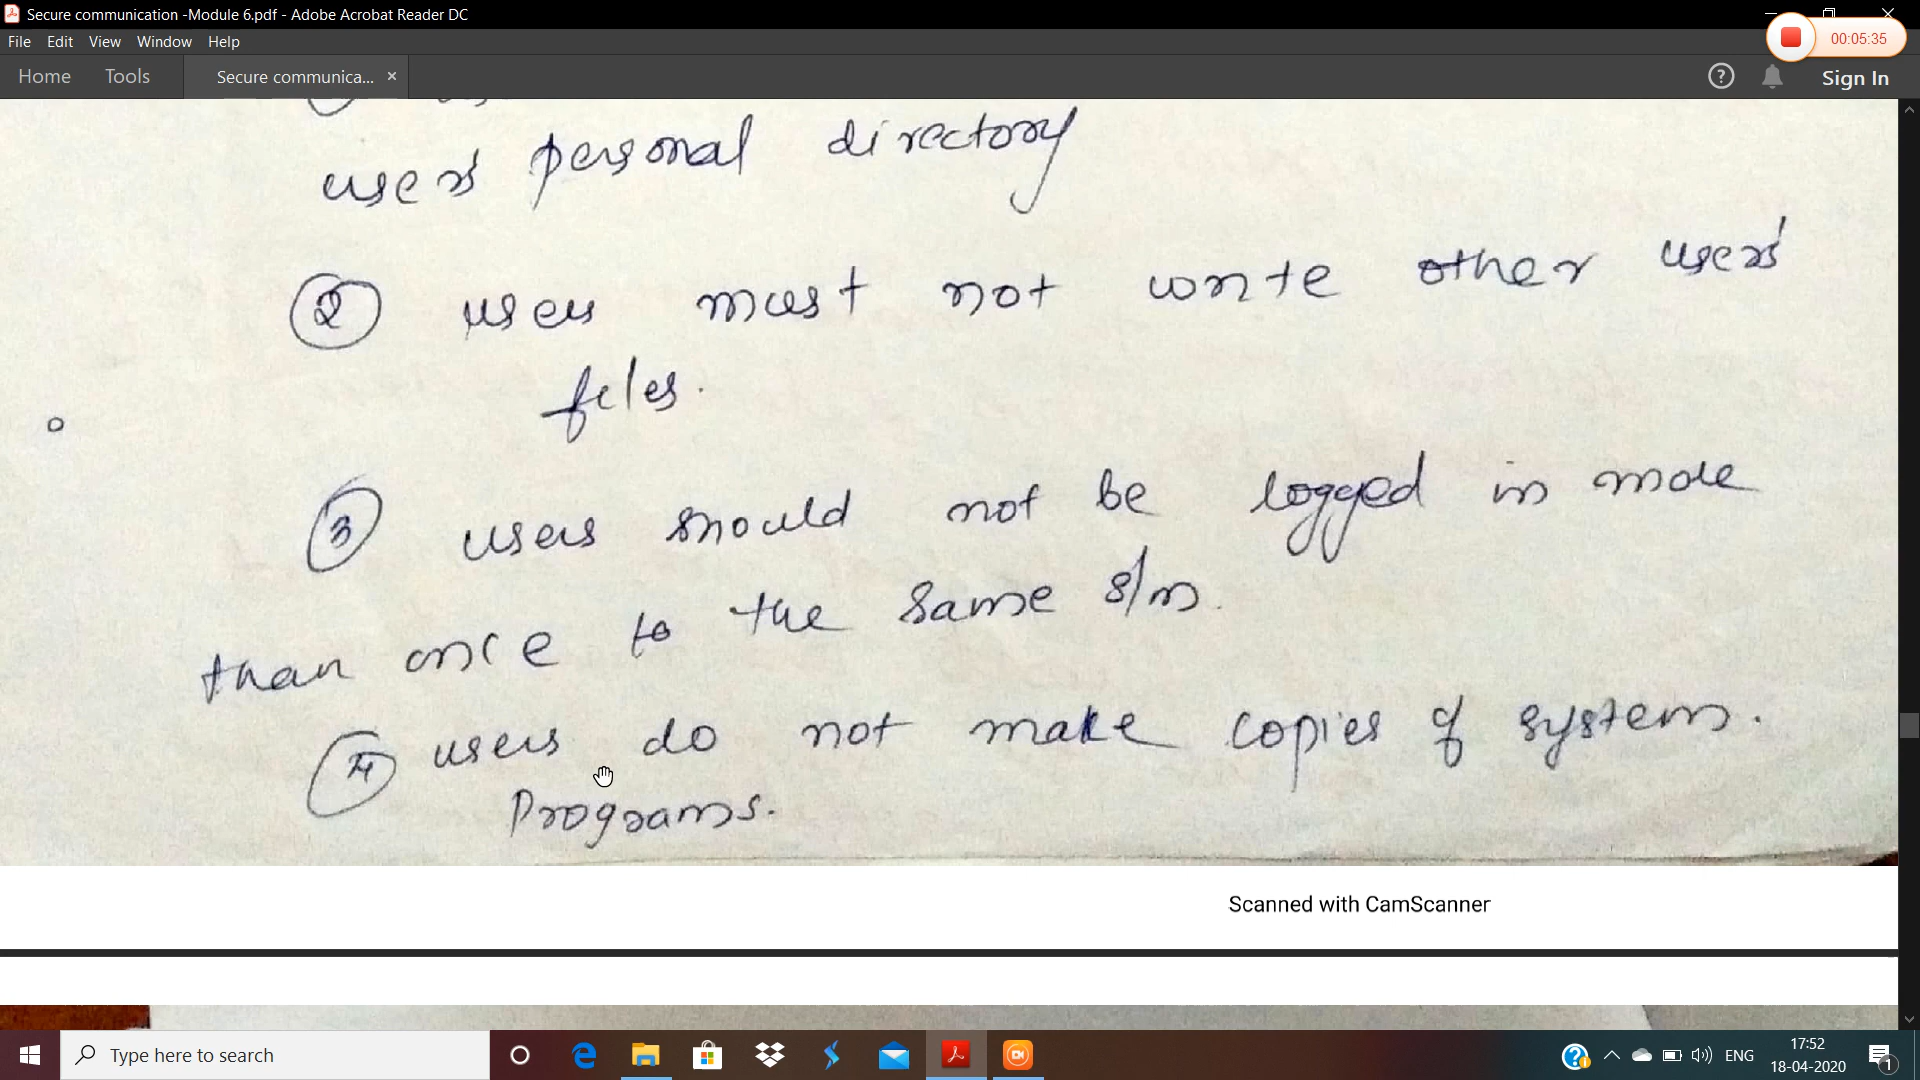 Secure communication -Module 6.pdf - Adobe Acrobat Reader DC
File Edit View Window Help
00:05:35
Home Tools Secure communica... × ? Sign In
user's personal directory
② users must not write other user's
files.
③ users should not be logged in more
than once to the same s/m.
④ users do not make copies of system.
Programs.
Scanned with CamScanner
Type here to search
ENG
17:52
18-04-2020
1